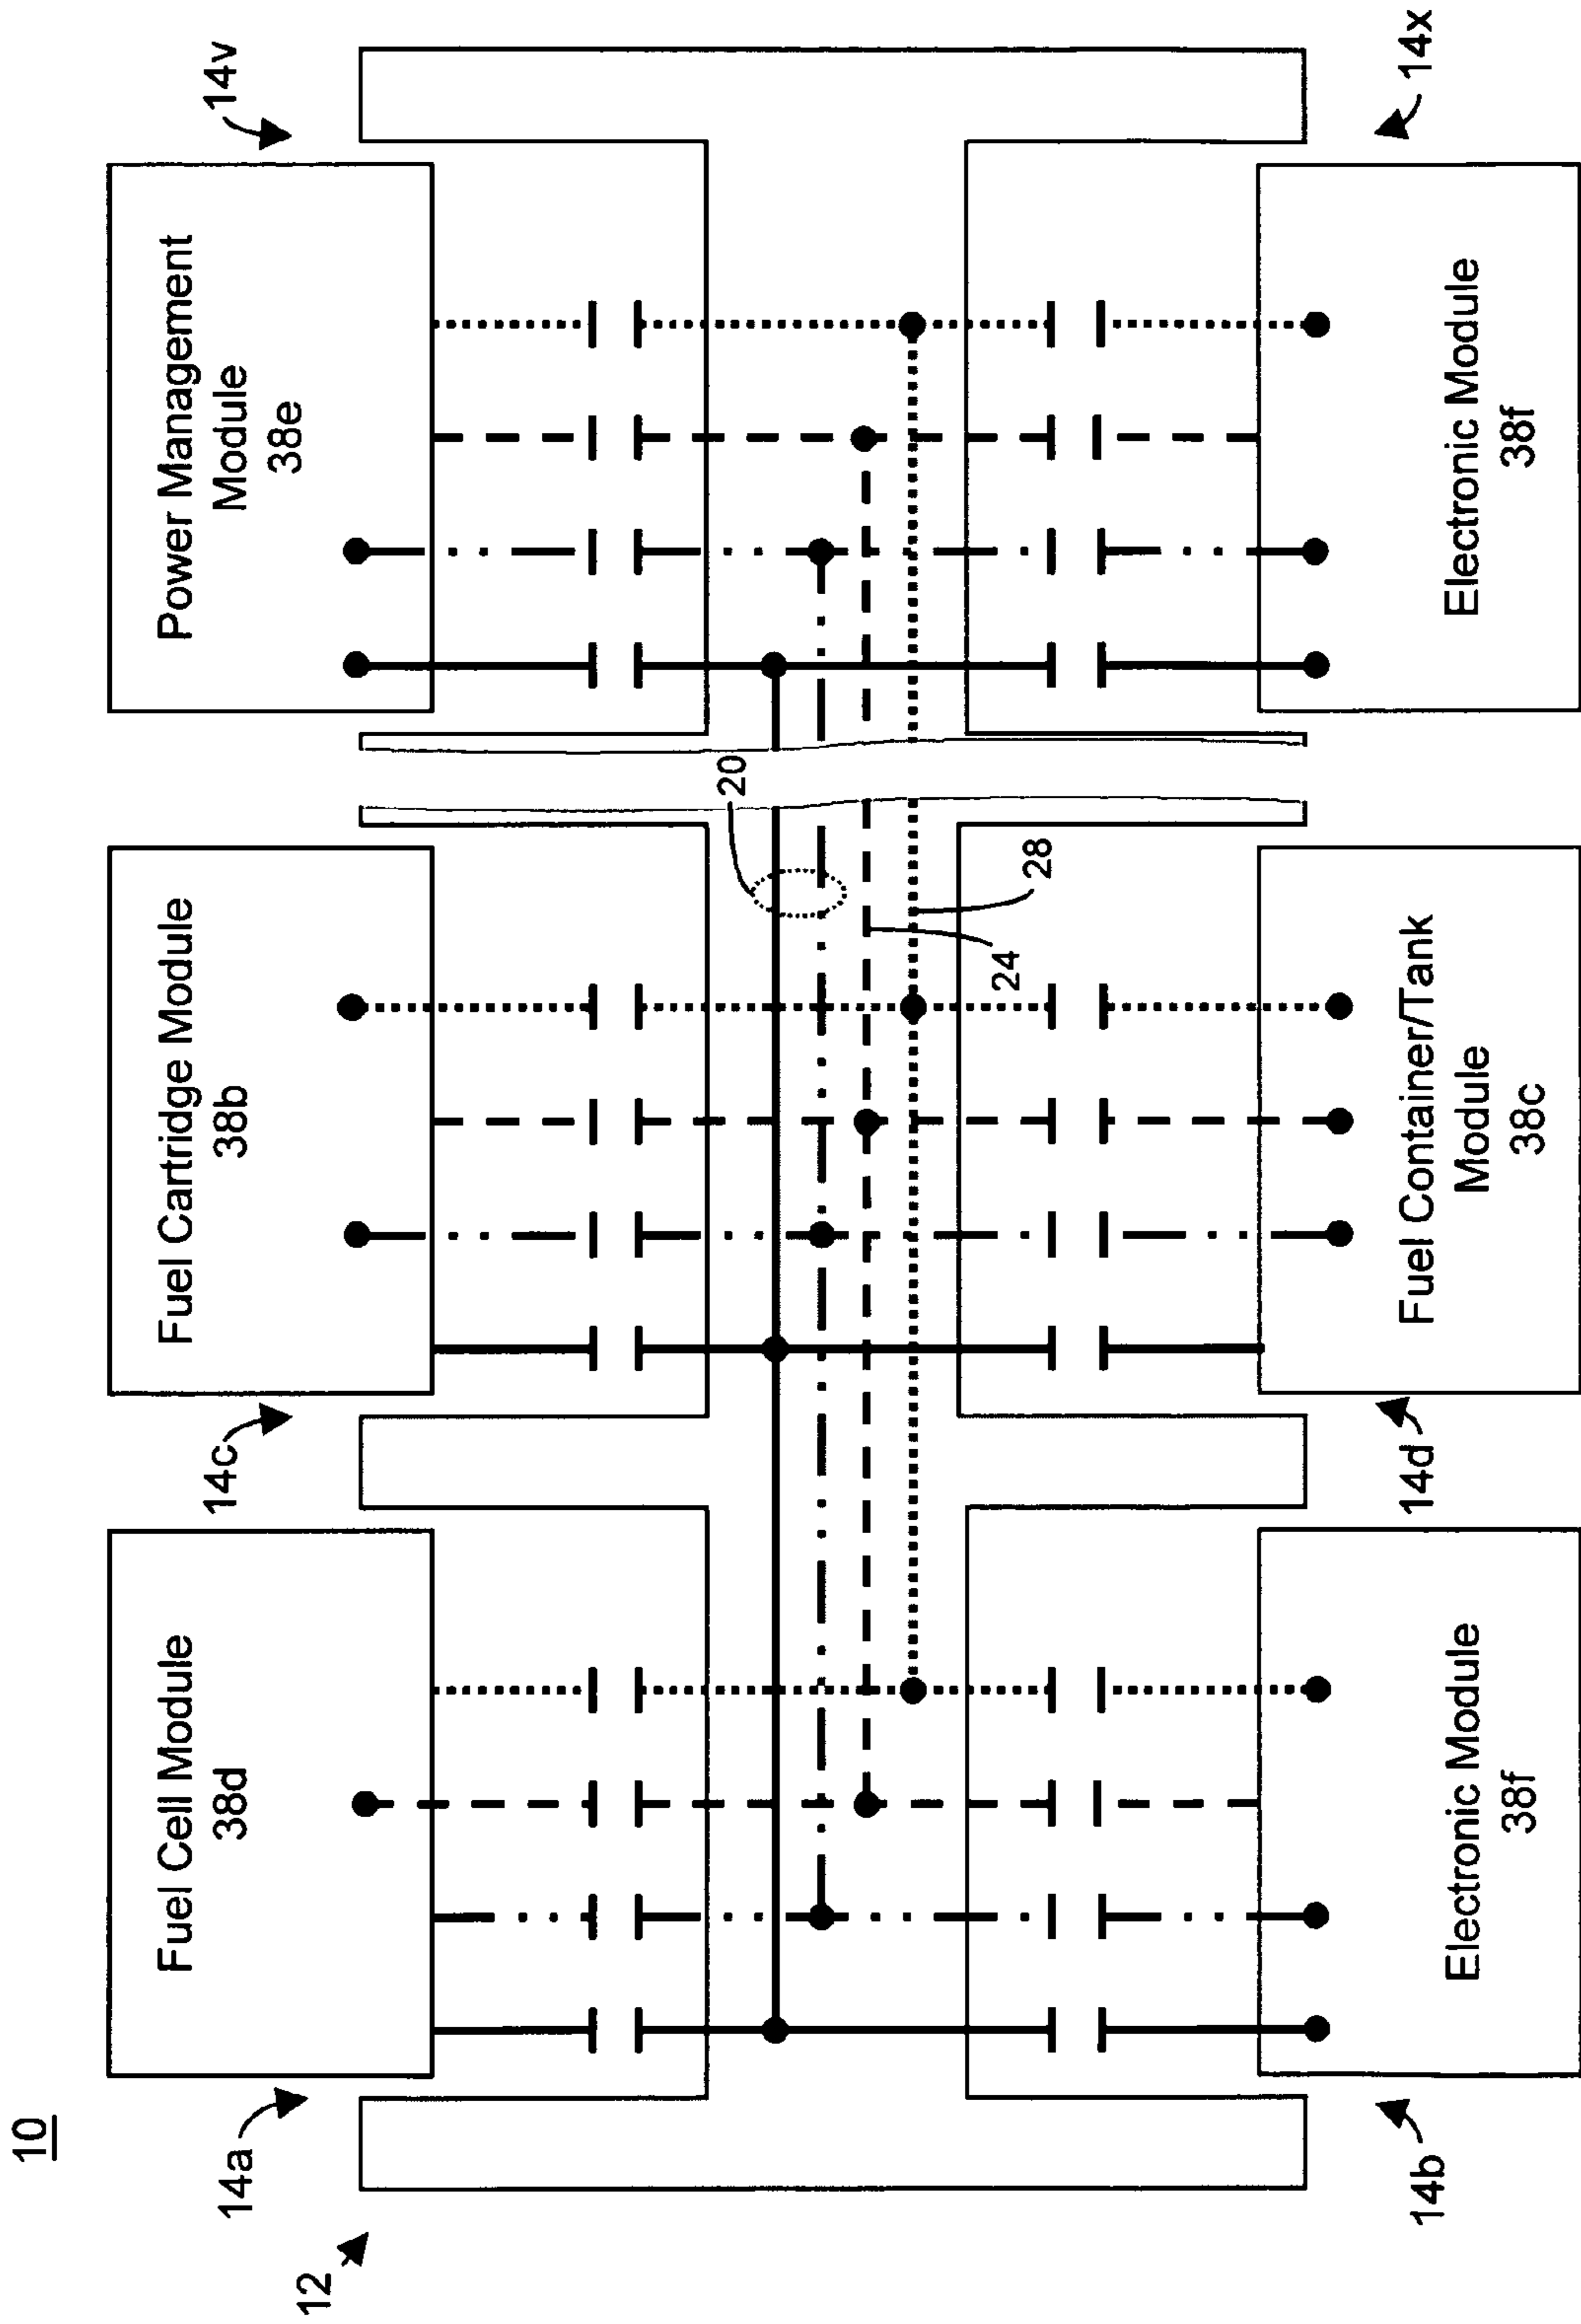 10
12
14a
14c
14v
Fuel Cell Module
38d
Fuel Cartridge Module
38b
Power Management
Module
38e
20
24
28
Electronic Module
38f
Fuel Container/Tank
Module
38c
Electronic Module
38f
14b
14d
14x